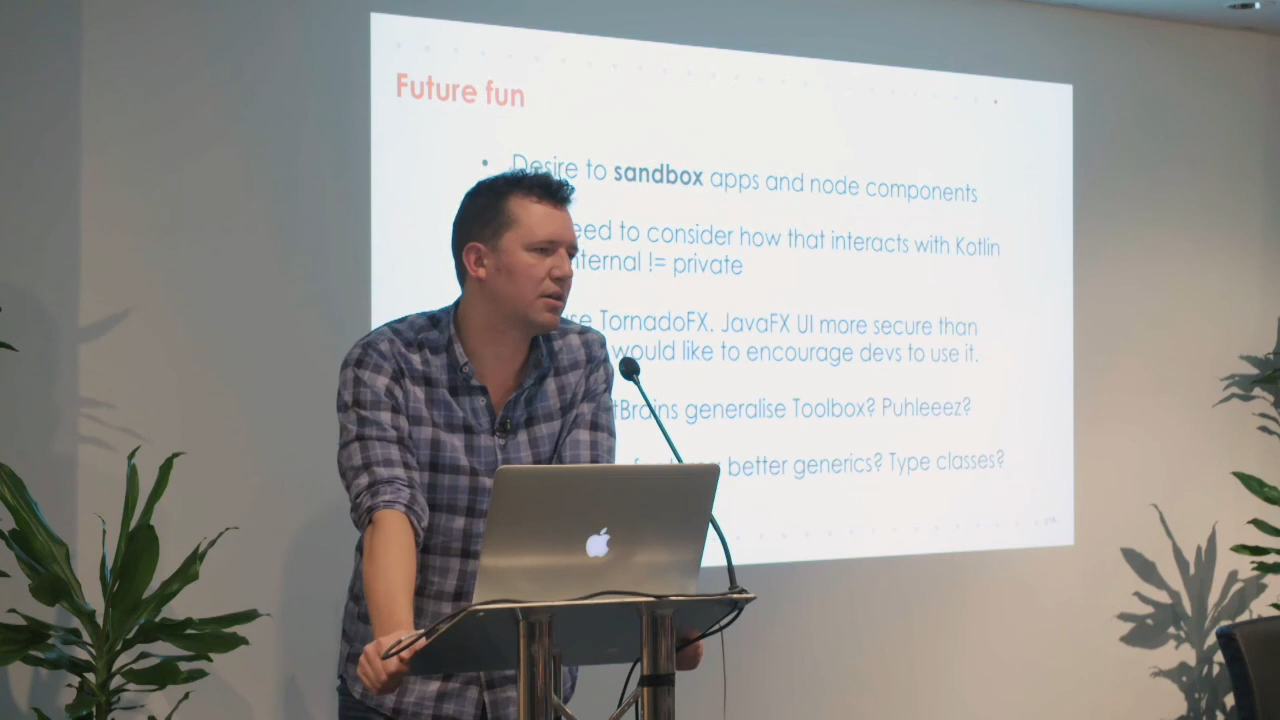 Future fun
• Desire to sandbox apps and node components
eed to consider how that interacts with Kotlin
nternal != private
se TornadoFX. JavaFX UI more secure than
would like to encourage devs to use it.
tBrains generalise Toolbox? Puhleeez?
better generics? Type classes?